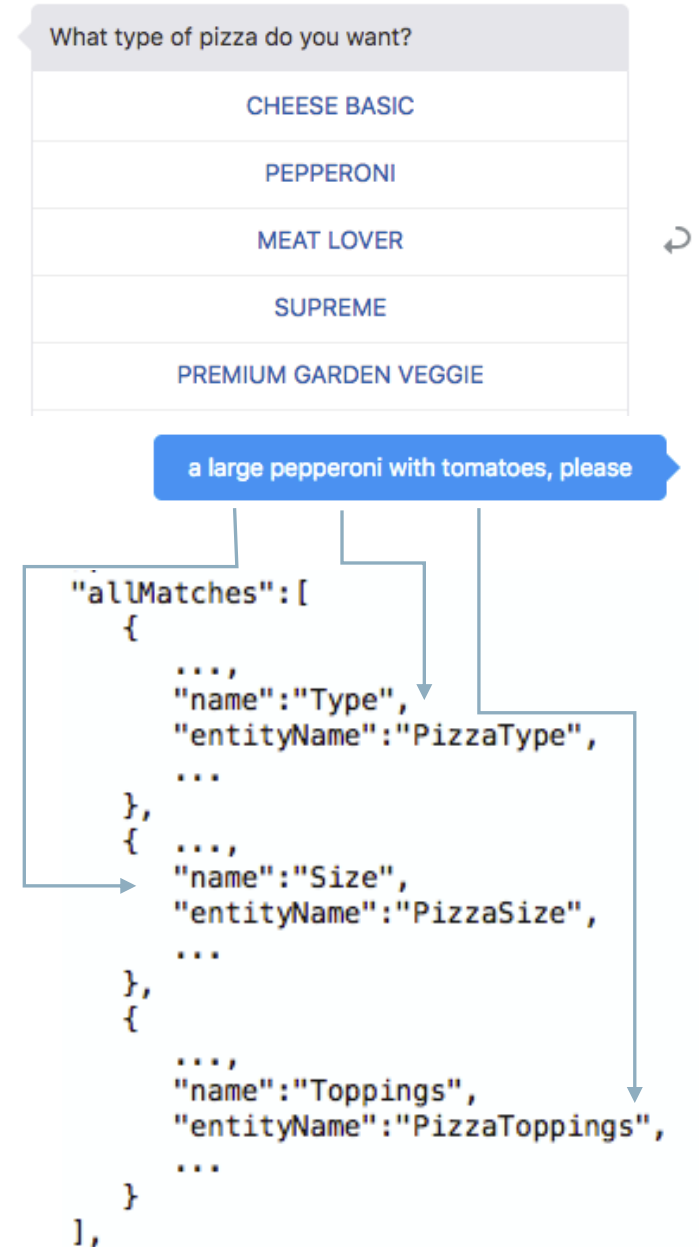 What type of pizza do you want?
CHEESE BASIC
PEPPERONI
MEAT LOVER
SUPREME
PREMIUM GARDEN VEGGIE
a large pepperoni with tomatoes, please
"allMatches":[
{
...,
"name":"Type",
"entityName":"PizzaType",
...
},
{ ...,
"name":"Size",
"entityName":"PizzaSize",
...
},
{
...,
"name":"Toppings",
"entityName":"PizzaToppings",
...
}
],